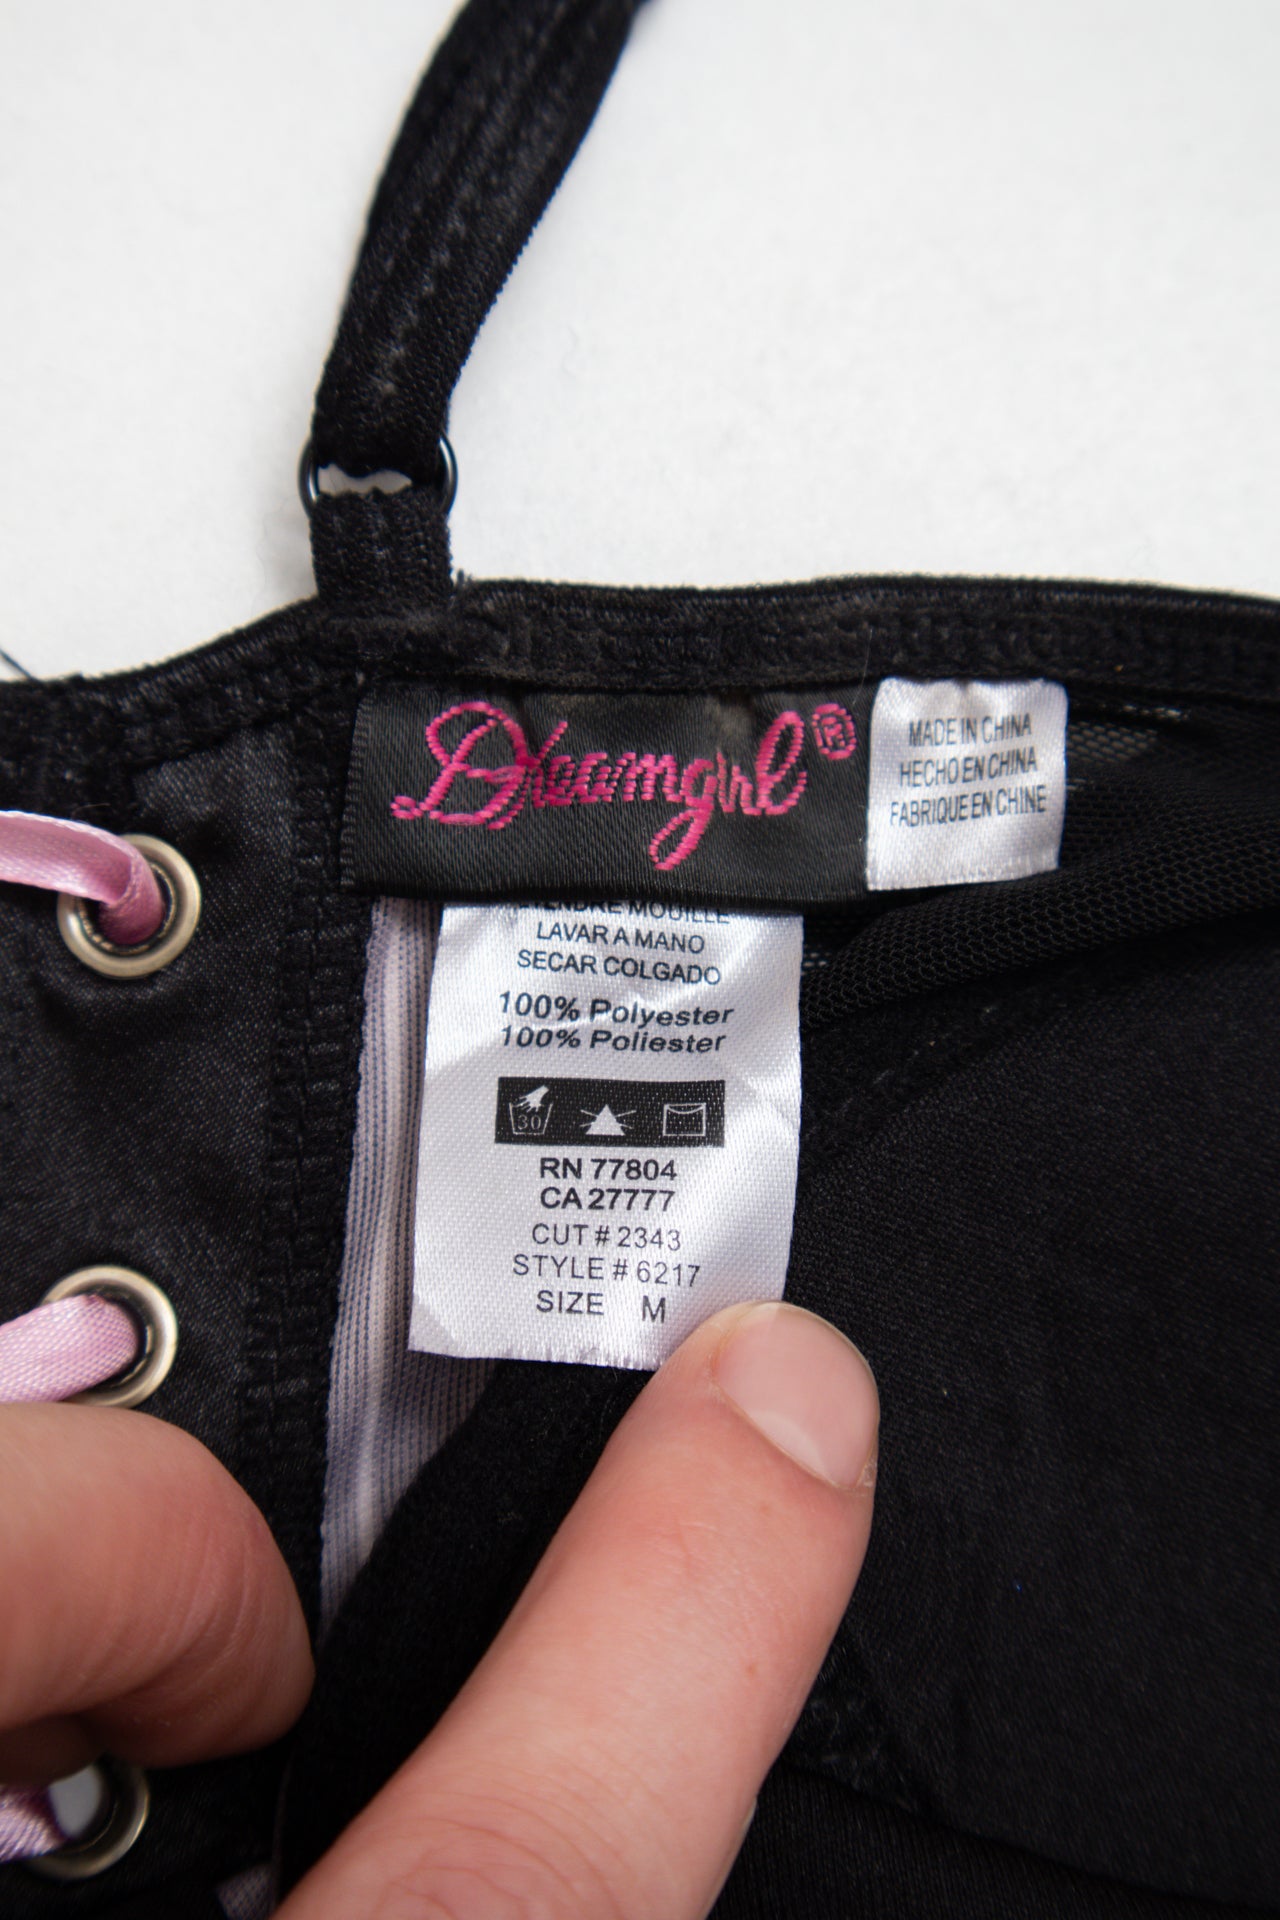 Dreamgirl®
MADE IN CHINA
HECHO EN CHINA
FABRIQUE EN CHINE
MOUILLE
LAVAR A MANO
SECAR COLGADO
100% Polyester
100% Poliester
30
RN 77804
CA 27777
CUT # 2343
STYLE # 6217
SIZE M